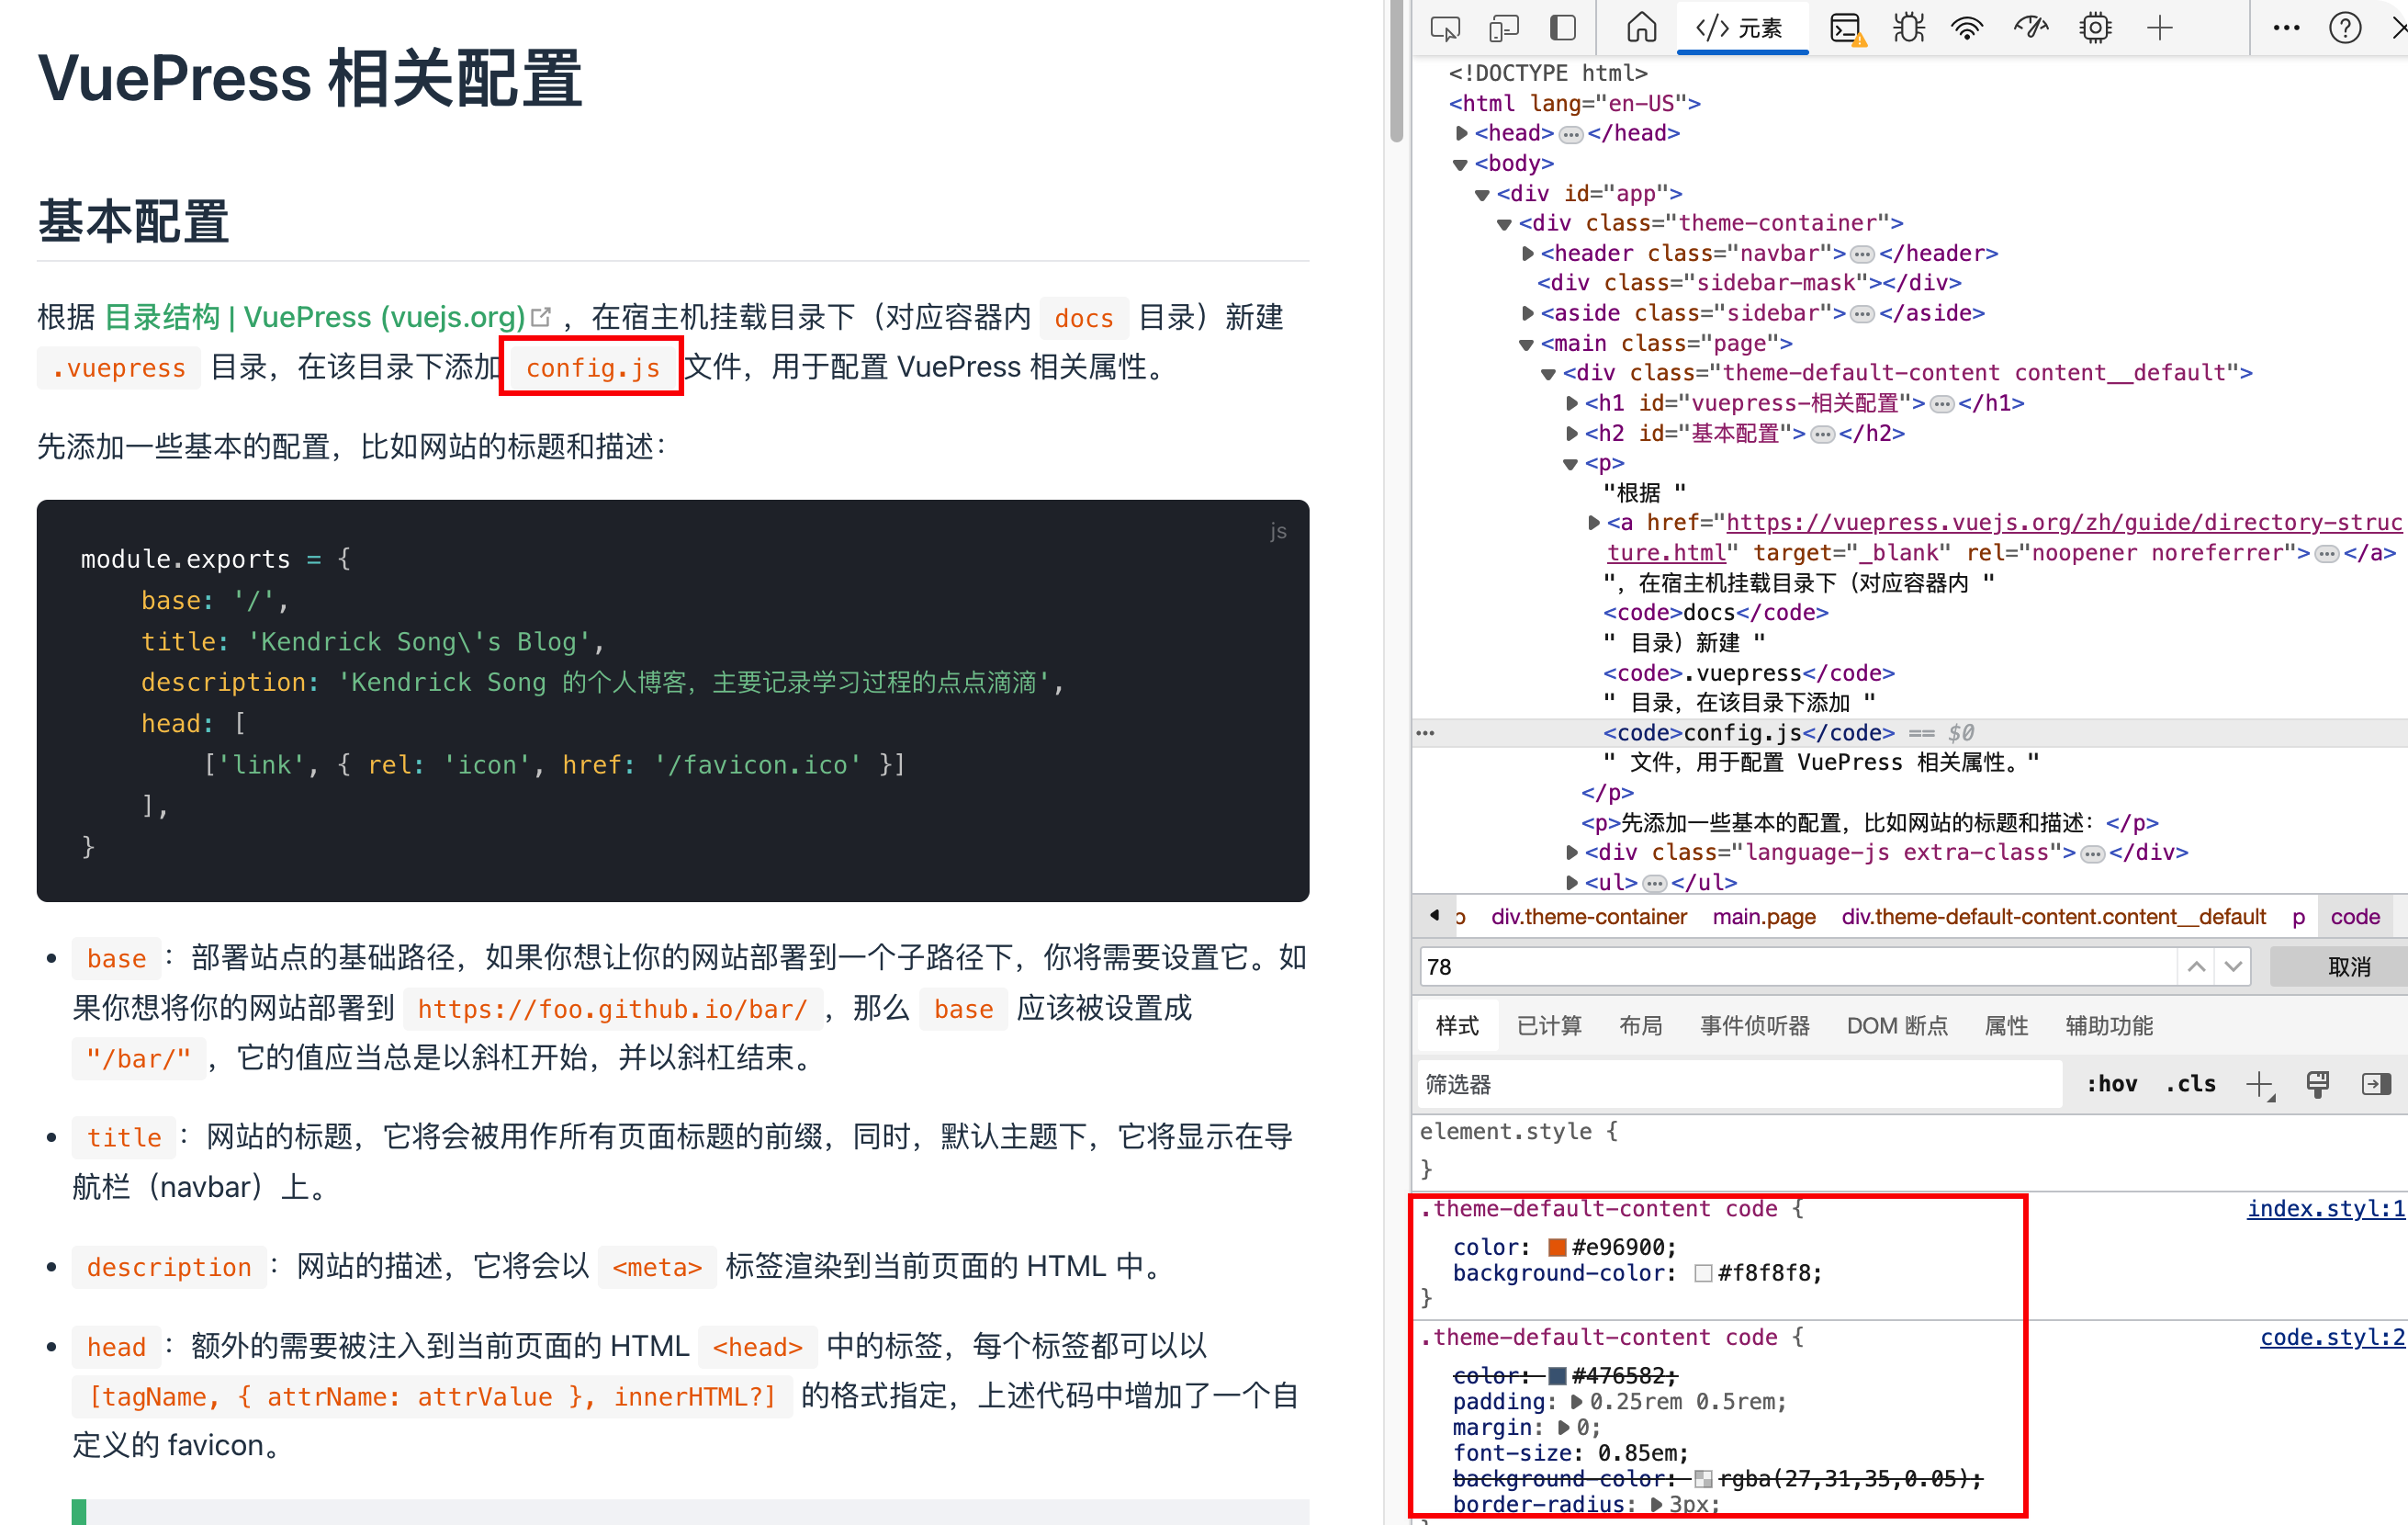 VuePress 相关配置
基本配置
根据 目录结构 | VuePress (vuejs.org) ，在宿主机挂载目录下（对应容器内 docs 目录）新建
.vuepress 目录，在该目录下添加 config.js 文件，用于配置 VuePress 相关属性。
先添加一些基本的配置，比如网站的标题和描述：
js
module.exports = {
base: '/',
title: 'Kendrick Song\'s Blog',
description: 'Kendrick Song 的个人博客，主要记录学习过程的点点滴滴',
head: [
['link', { rel: 'icon', href: '/favicon.ico' }]
],
}
base ：部署站点的基础路径，如果你想让你的网站部署到一个子路径下，你将需要设置它。如
果你想将你的网站部署到 https://foo.github.io/bar/ ，那么 base 应该被设置成
"/bar/" ，它的值应当总是以斜杠开始，并以斜杠结束。
title ：网站的标题，它将会被用作所有页面标题的前缀，同时，默认主题下，它将显示在导
航栏（navbar）上。
description ：网站的描述，它将会以 <meta> 标签渲染到当前页面的 HTML 中。
head ：额外的需要被注入到当前页面的 HTML <head> 中的标签，每个标签都可以以
[tagName, { attrName: attrValue }, innerHTML?] 的格式指定，上述代码中增加了一个自
定义的 favicon。
元素
<!DOCTYPE html>
<html lang="en-US">
<head>…</head>
<body>
<div id="app">
<div class="theme-container">
<header class="navbar">…</header>
<div class="sidebar-mask"></div>
<aside class="sidebar">…</aside>
<main class="page">
<div class="theme-default-content content__default">
<h1 id="vuepress-相关配置">…</h1>
<h2 id="基本配置">…</h2>
<p>
"根据 "
<a href="https://vuepress.vuejs.org/zh/guide/directory-struc
ture.html" target="_blank" rel="noopener noreferrer">…</a>
"，在宿主机挂载目录下（对应容器内 "
<code>docs</code>
" 目录）新建 "
<code>.vuepress</code>
" 目录，在该目录下添加 "
… <code>config.js</code> == $0
" 文件，用于配置 VuePress 相关属性。"
</p>
<p>先添加一些基本的配置，比如网站的标题和描述：</p>
<div class="language-js extra-class">…</div>
<ul>…</ul>
div.theme-container main.page div.theme-default-content.content__default p code
78 取消
样式 已计算 布局 事件侦听器 DOM 断点 属性 辅助功能
筛选器 :hov .cls
element.style {
}
.theme-default-content code { index.styl:1
color: #e96900;
background-color: #f8f8f8;
}
.theme-default-content code { code.styl:2
color: #476582;
padding: 0.25rem 0.5rem;
margin: 0;
font-size: 0.85em;
background-color: rgba(27,31,35,0.05);
border-radius: 3px;